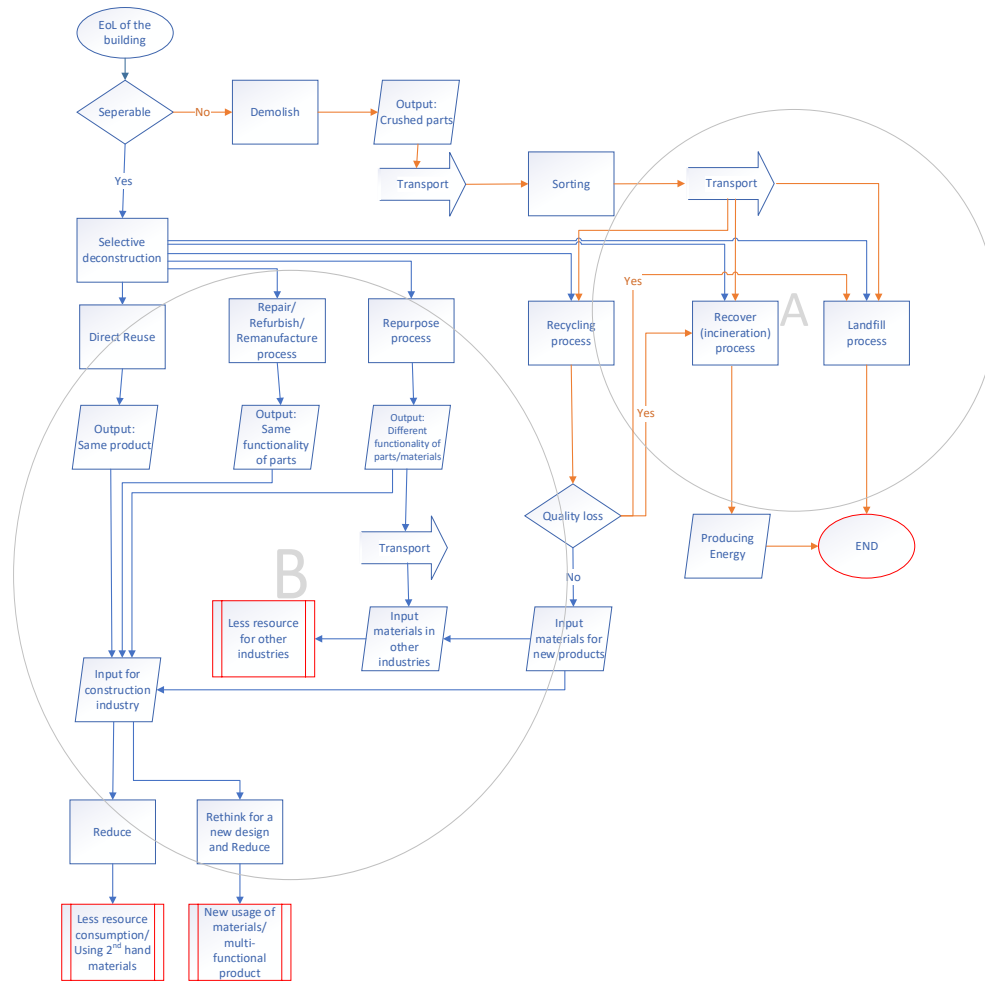 EoL of the
building
Seperable
No
Demolish
Output:
Crushed parts
Transport
Sorting
Transport
Yes
Selective
deconstruction
Direct Reuse
Repair/
Refurbish/
Remanufacture
process
Repurpose
process
Recycling
process
Yes
Recover
(incineration)
process
A
Landfill
process
Yes
Output:
Same product
Output:
Same
functionality
of parts
Output:
Different
functionality of
parts/materials
Quality loss
Producing
Energy
END
Transport
B
No
Less resource
for other
industries
Input
materials in
other
industries
Input
materials for
new products
Input for
construction
industry
Reduce
Rethink for a
new design
and Reduce
Less resource
consumption/
Using 2nd hand
materials
New usage of
materials/
multi-
functional
product